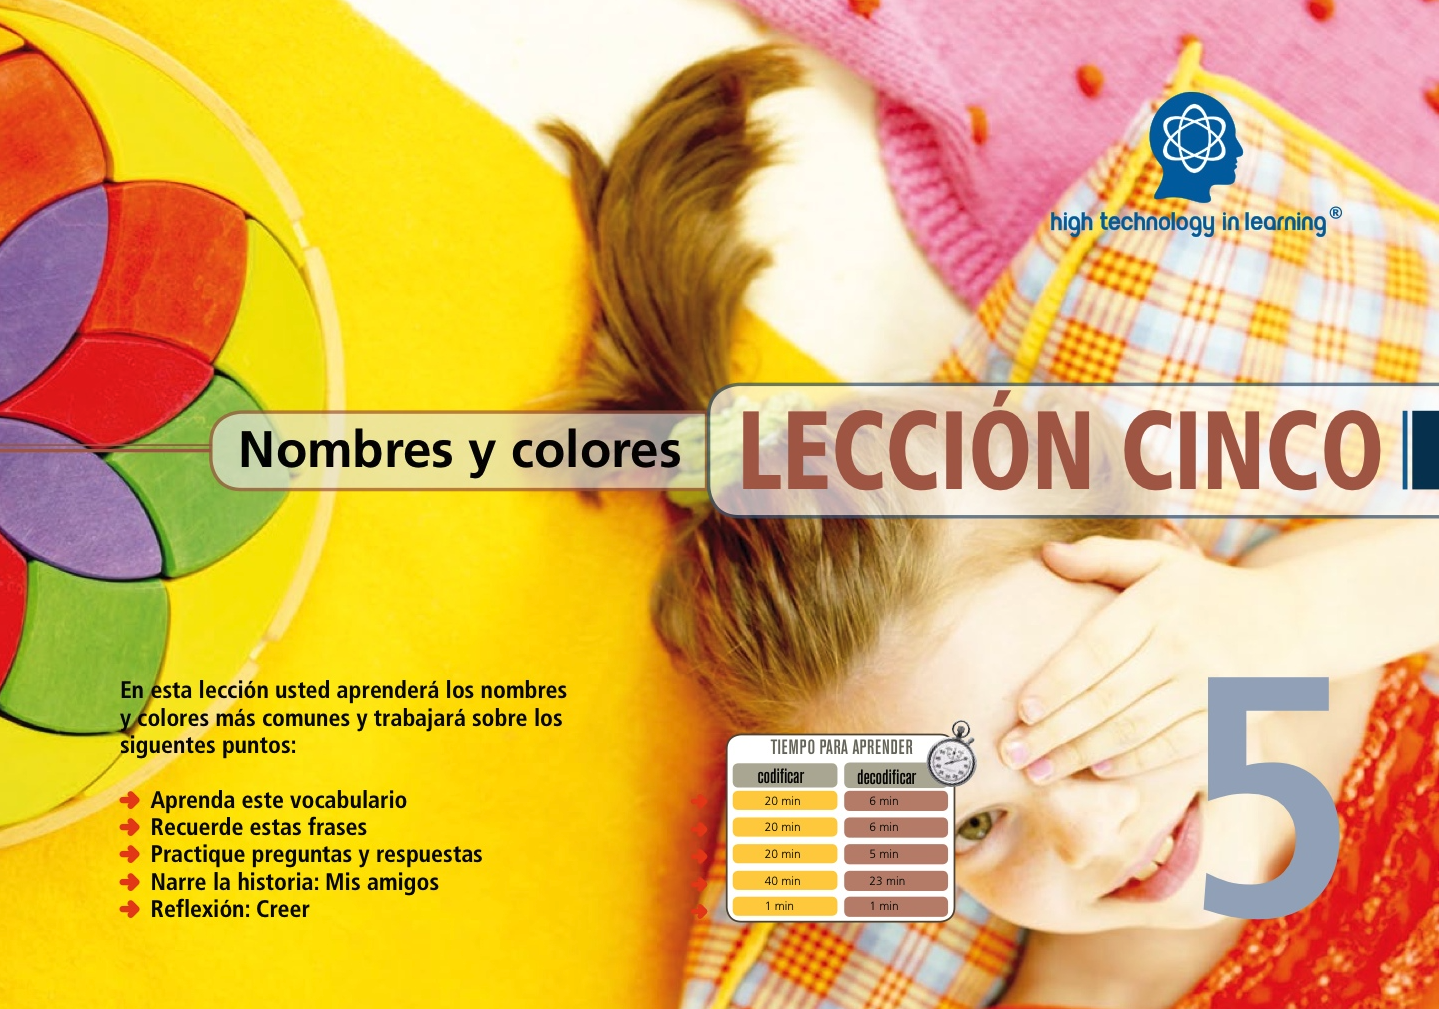 high technology in learning®
Nombres y colores
LECCIÓN CINCO
En esta lección usted aprenderá los nombres
y colores más comunes y trabajará sobre los
siguentes puntos:
Aprenda este vocabulario
Recuerde estas frases
Practique preguntas y respuestas
Narre la historia: Mis amigos
Reflexión: Creer
TIEMPO PARA APRENDER
codificar decodificar
20 min 6 min
20 min 6 min
20 min 5 min
40 min 23 min
1 min 1 min
5